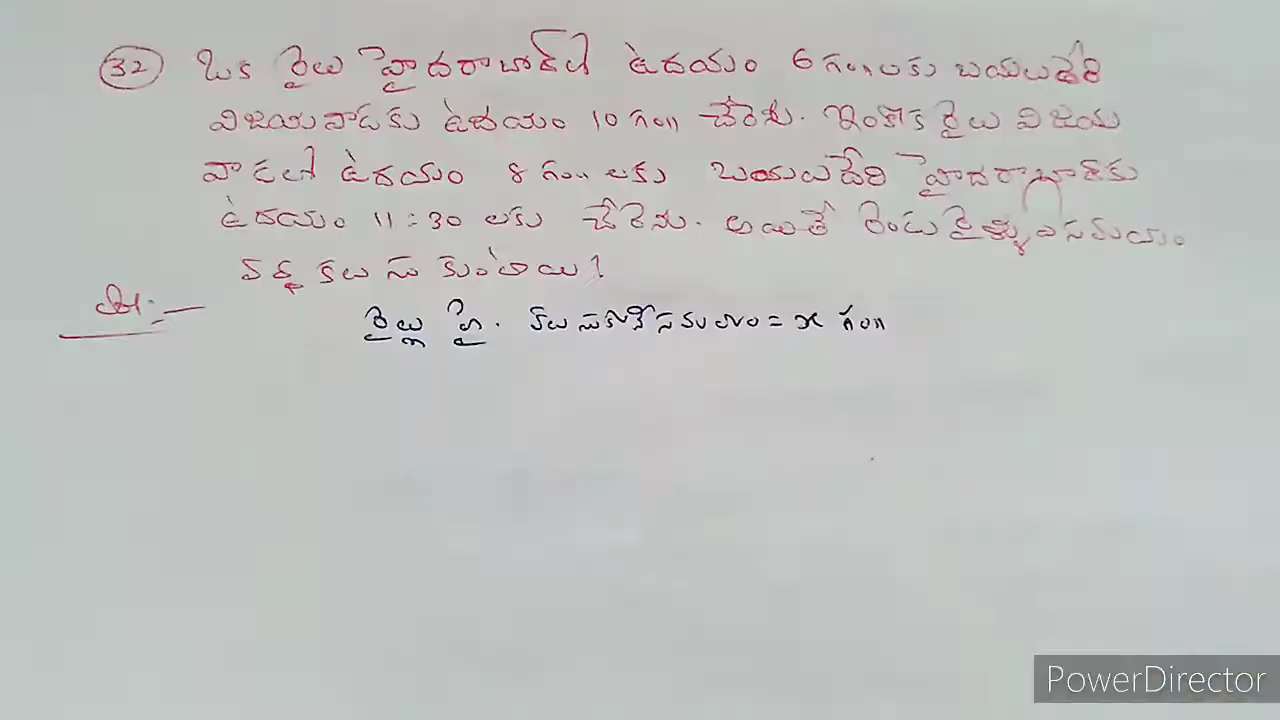 32 ఒక రైలు హైదరాబాద్‌లో ఉదయం 6 గం॥లకు బయలుదేరి
విజయవాడకు ఉదయం 10 గం॥ చేరెను. ఇంకొక రైలు విజయ
వాడలో ఉదయం 8 గం॥ లకు బయలుదేరి హైదరాబాద్‌కు
ఉదయం 11:30 లకు చేరెను. అయితే రెండు రైళ్ళు ఏ సమయం
వద్ద కలుసు కుంటాయి?
జ:- రైల్లు కలుసుకొనే సమయం = x గం॥
PowerDirector